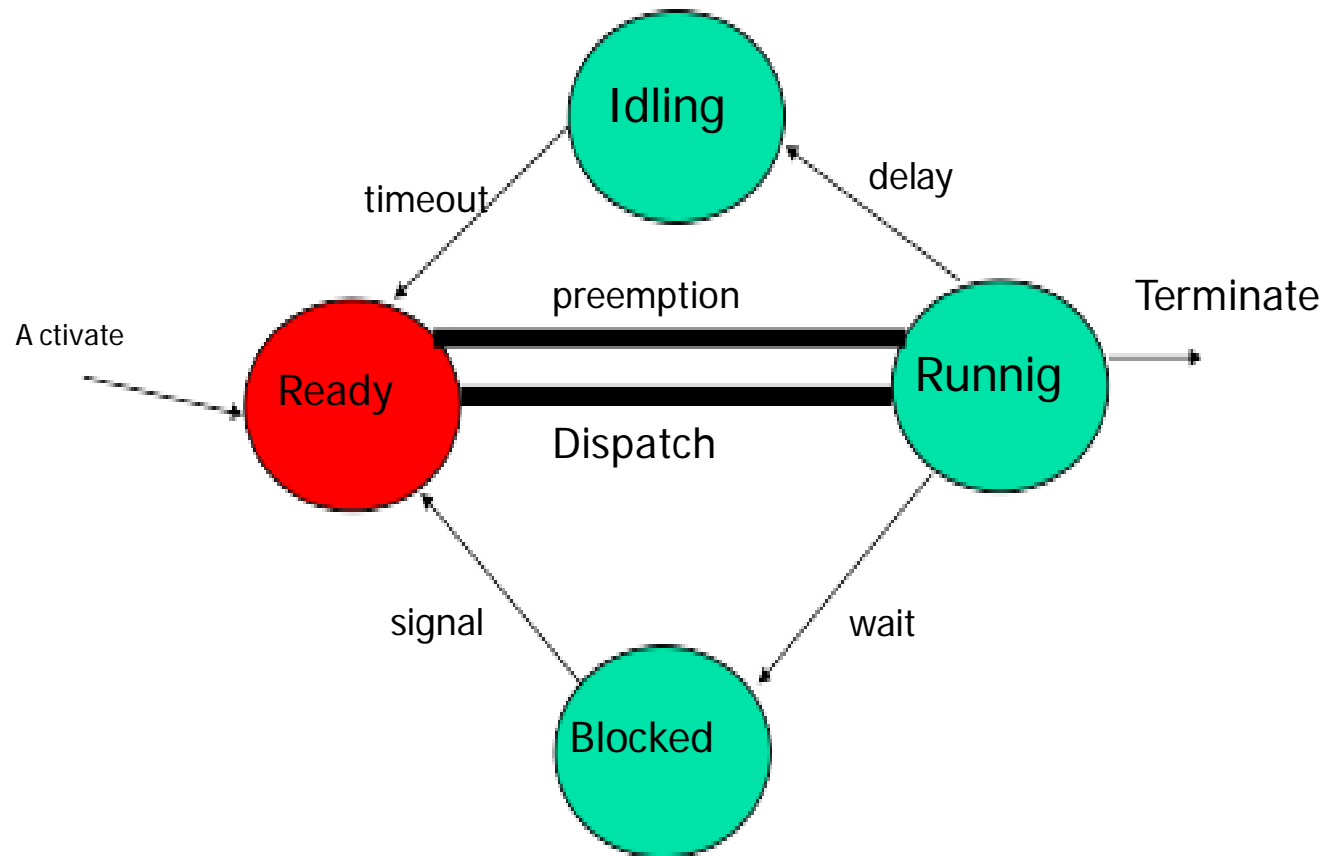 Idling
delay
timeout
preemption
Terminate
A ctivate
Ready
Runnig
Dispatch
signal
wait
Blocked